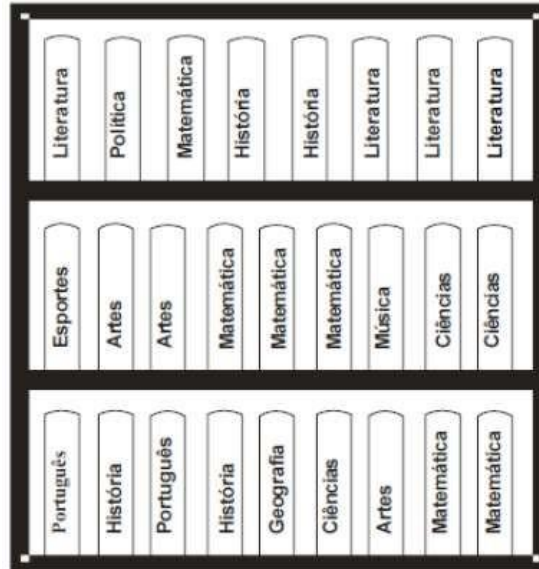 Literatura
Política
Matemática
História
História
Literatura
Literatura
Literatura
Esportes
Artes
Artes
Matemática
Matemática
Matemática
Música
Ciências
Ciências
Português
História
Português
História
Geografia
Ciências
Artes
Matemática
Matemática